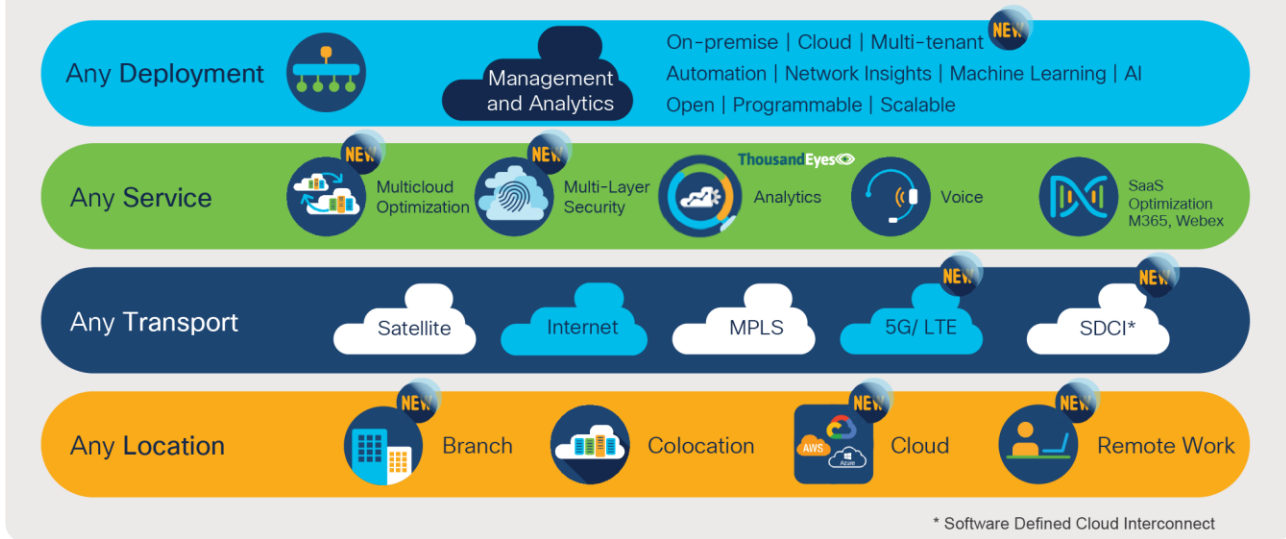 Any Deployment
Management
and Analytics
On-premise | Cloud | Multi-tenant NEW
Automation | Network Insights | Machine Learning | AI
Open | Programmable | Scalable
Any Service
NEW
Multicloud
Optimization
NEW
Multi-Layer
Security
ThousandEyes
Analytics
Voice
SaaS
Optimization
M365, Webex
Any Transport
Satellite
Internet
MPLS
NEW
5G/ LTE
NEW
SDCI*
Any Location
NEW
Branch
Colocation
NEW
AWS
Azure
Cloud
NEW
Remote Work
* Software Defined Cloud Interconnect